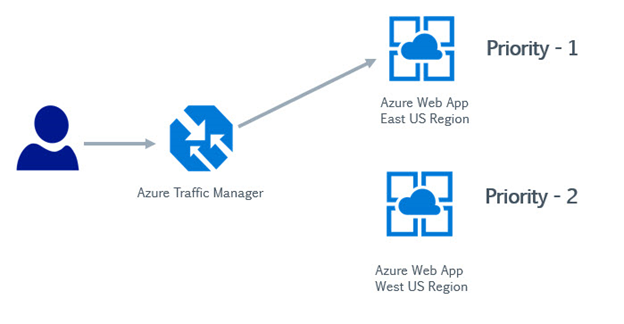 Priority - 1
Azure Web App
East US Region
Azure Traffic Manager
Priority - 2
Azure Web App
West US Region